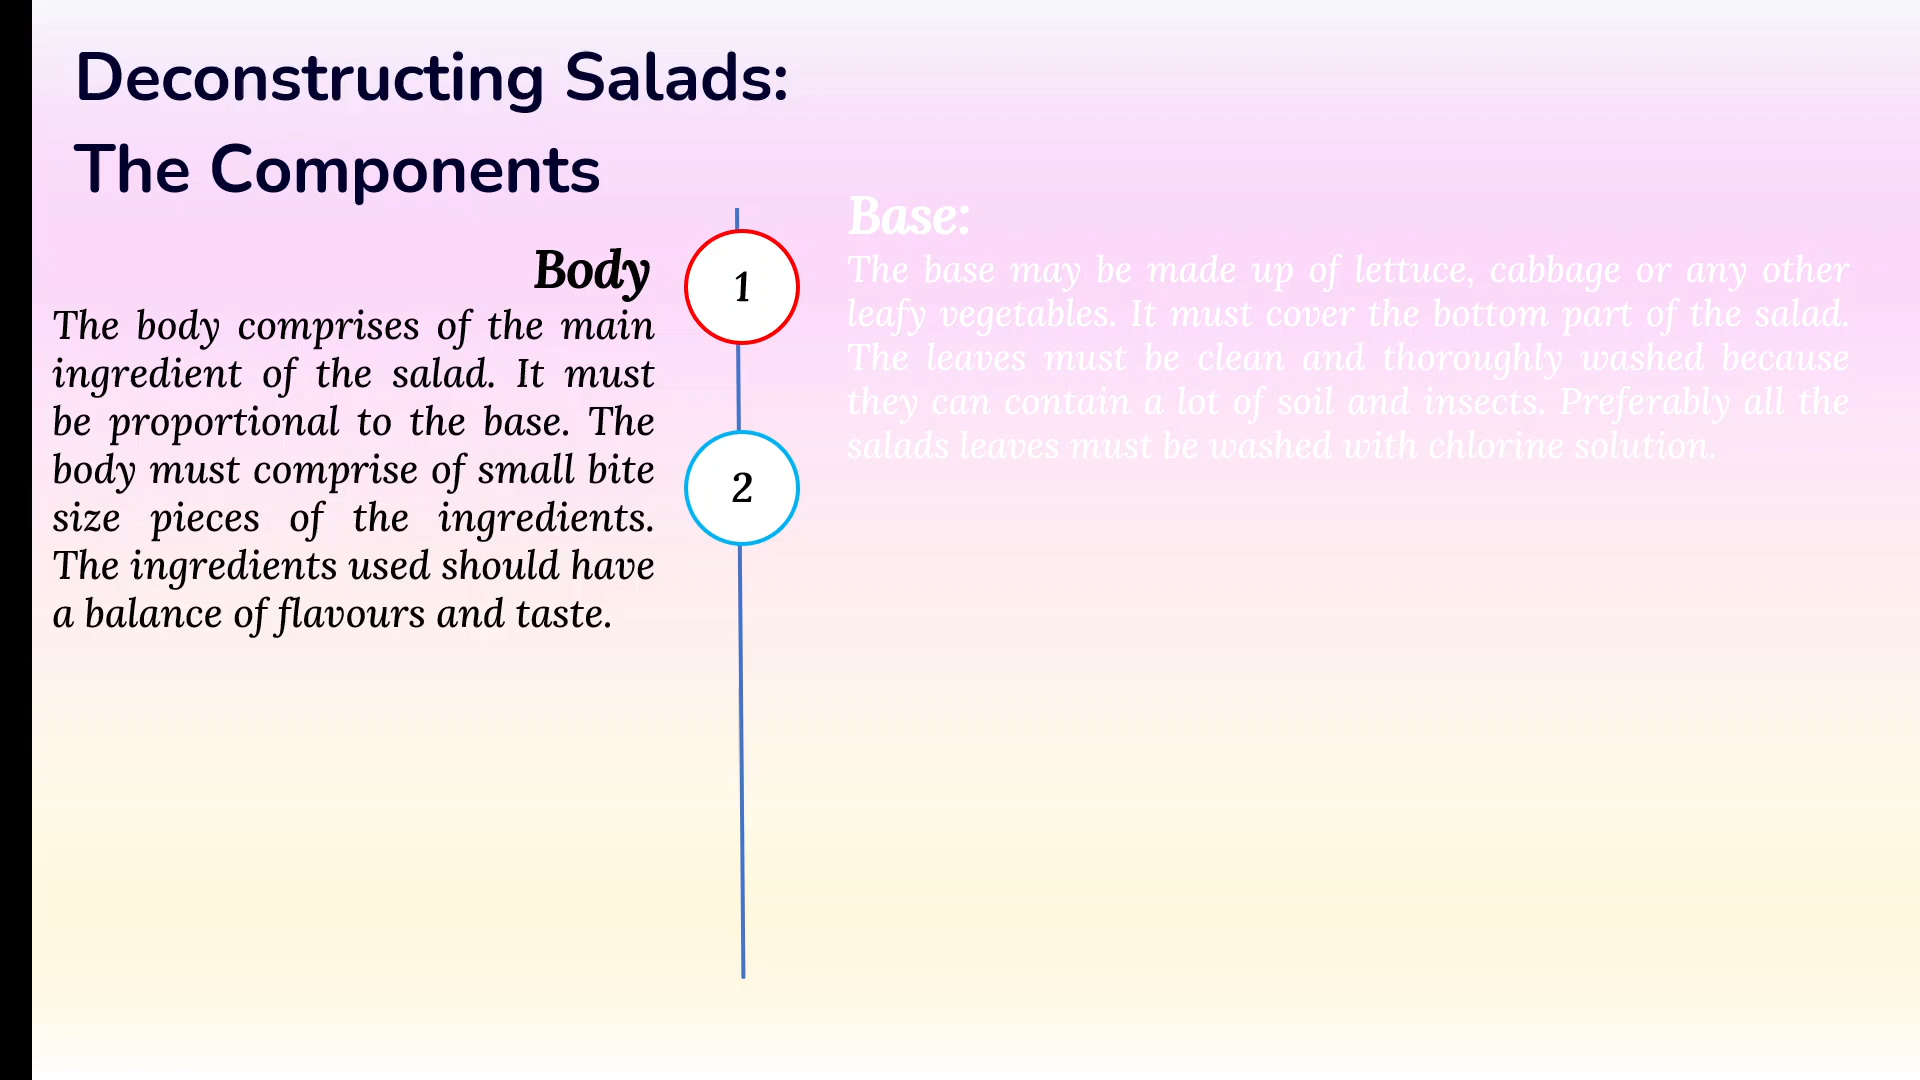 Deconstructing Salads:
The Components
Body
The body comprises of the main
ingredient of the salad. It must
be proportional to the base. The
body must comprise of small bite
size pieces of the ingredients.
The ingredients used should have
a balance of flavours and taste.
1
2
Base:
The base may be made up of lettuce, cabbage or any other
leafy vegetables. It must cover the bottom part of the salad.
The leaves must be clean and thoroughly washed because
they can contain a lot of soil and insects. Preferably all the
salads leaves must be washed with chlorine solution.